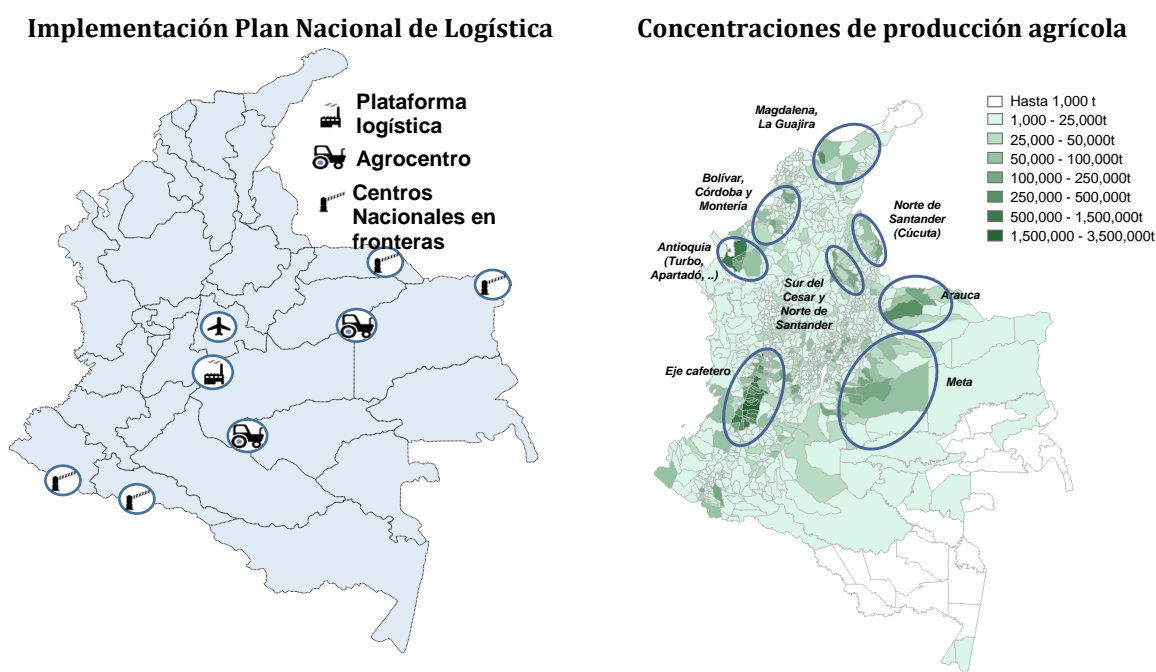 Implementación Plan Nacional de Logística
Plataforma
logística
Agrocentro
Centros
Nacionales en
fronteras
Concentraciones de producción agrícola
Hasta 1,000 t
1,000 - 25,000t
25,000 - 50,000t
50,000 - 100,000t
100,000 - 250,000t
250,000 - 500,000t
500,000 - 1,500,000t
1,500,000 - 3,500,000t
Magdalena,
La Guajira
Bolívar,
Córdoba y
Montería
Norte de
Santander
(Cúcuta)
Antioquia
(Turbo,
Apartadó, ..)
Sur del
Cesar y
Norte de
Santander
Arauca
Eje cafetero
Meta